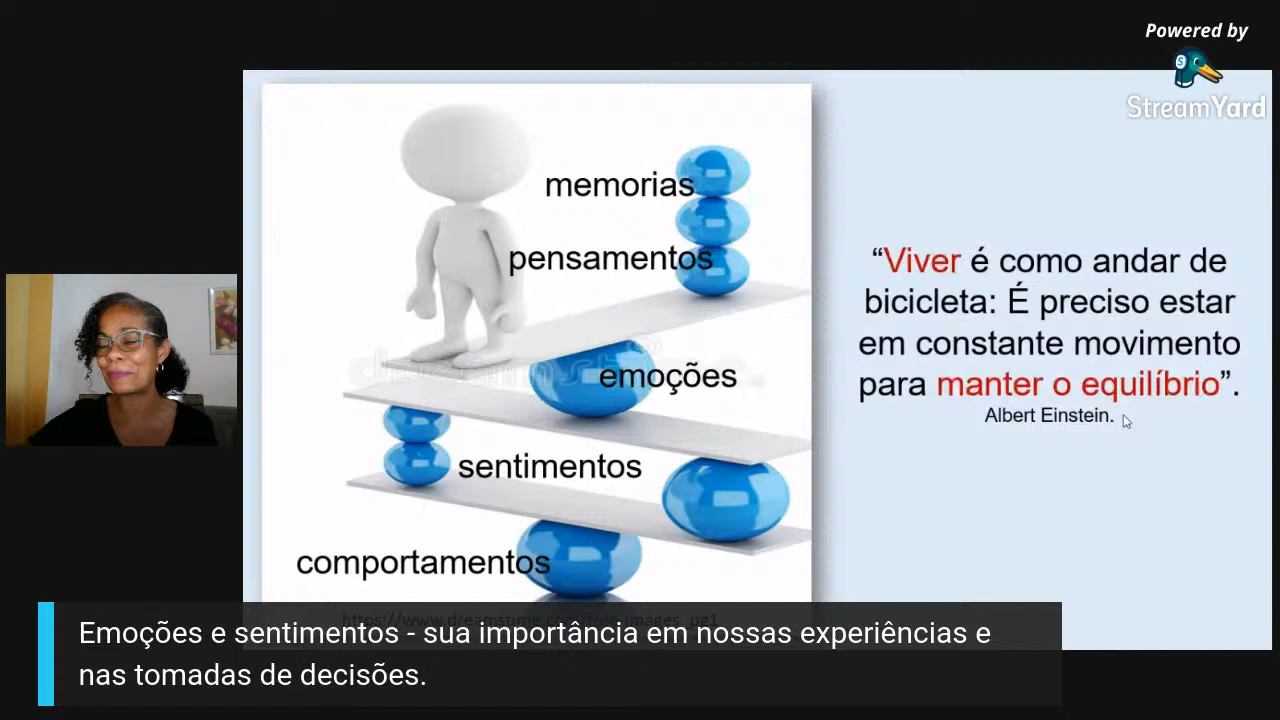 Powered by
StreamYard
memorias
pensamentos
emoções
sentimentos
comportamentos
“Viver é como andar de
bicicleta: É preciso estar
em constante movimento
para manter o equilíbrio”.
Albert Einstein.
Emoções e sentimentos - sua importância em nossas experiências e
nas tomadas de decisões.